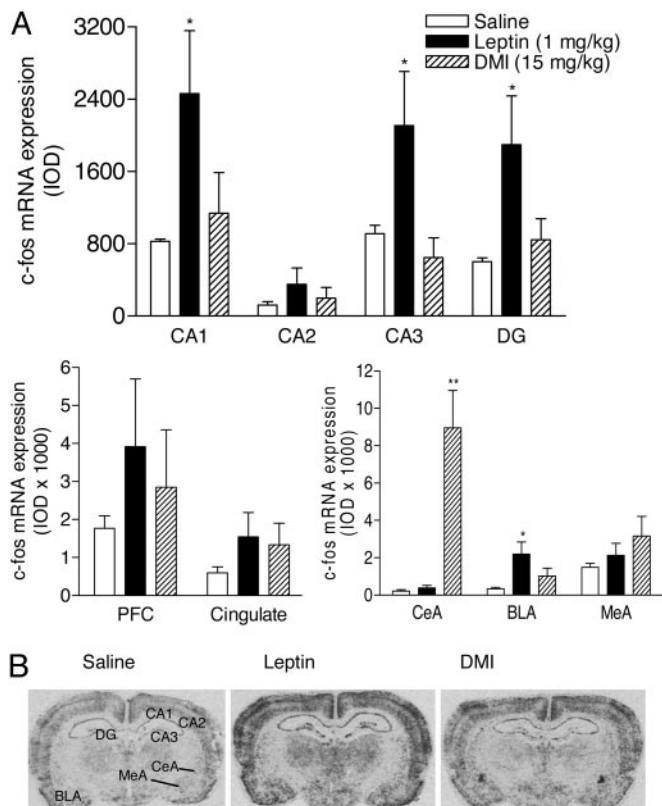 A
Saline
Leptin (1 mg/kg)
DMI (15 mg/kg)
c-fos mRNA expression
(IOD)
3200
2400
1600
800
0
*
*
*
CA1 CA2 CA3 DG
c-fos mRNA expression
(IOD x 1000)
6
5
4
3
2
1
0
PFC Cingulate
c-fos mRNA expression
(IOD x 1000)
12
10
8
6
4
2
0
**
*
CeA BLA MeA
B
Saline Leptin DMI
CA1
CA2
DG
CA3
CeA
MeA
BLA